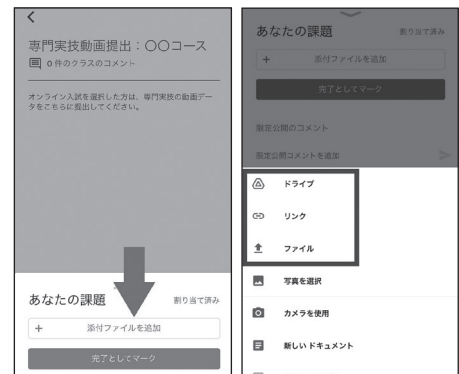 専門実技動画提出:〇〇コース
0 件のクラスのコメント
オンライン入試を選択した方は、専門実技の動画デー
タをこちらに提出してください。
あなたの課題
割り当て済み
+ 添付ファイルを追加
完了としてマーク
あなたの課題
割り当て済み
+ 添付ファイルを追加
完了としてマーク
限定公開のコメント
限定公開コメントを追加
ドライブ
リンク
ファイル
写真を選択
カメラを使用
新しいドキュメント